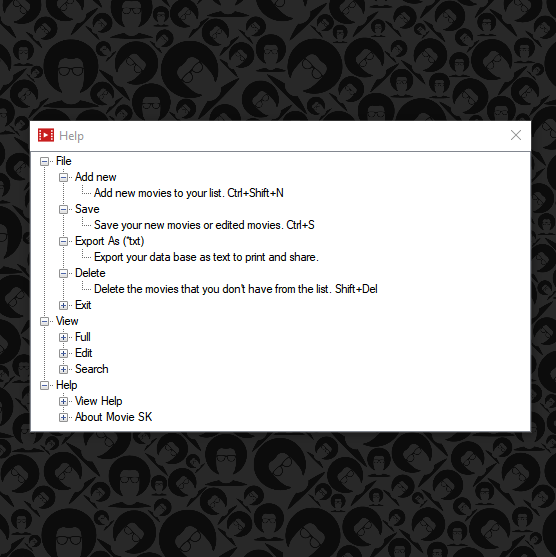 Help
File
Add new
Add new movies to your list. Ctrl+Shift+N
Save
Save your new movies or edited movies. Ctrl+S
Export As (*txt)
Export your data base as text to print and share.
Delete
Delete the movies that you don't have from the list. Shift+Del
Exit
View
Full
Edit
Search
Help
View Help
About Movie SK